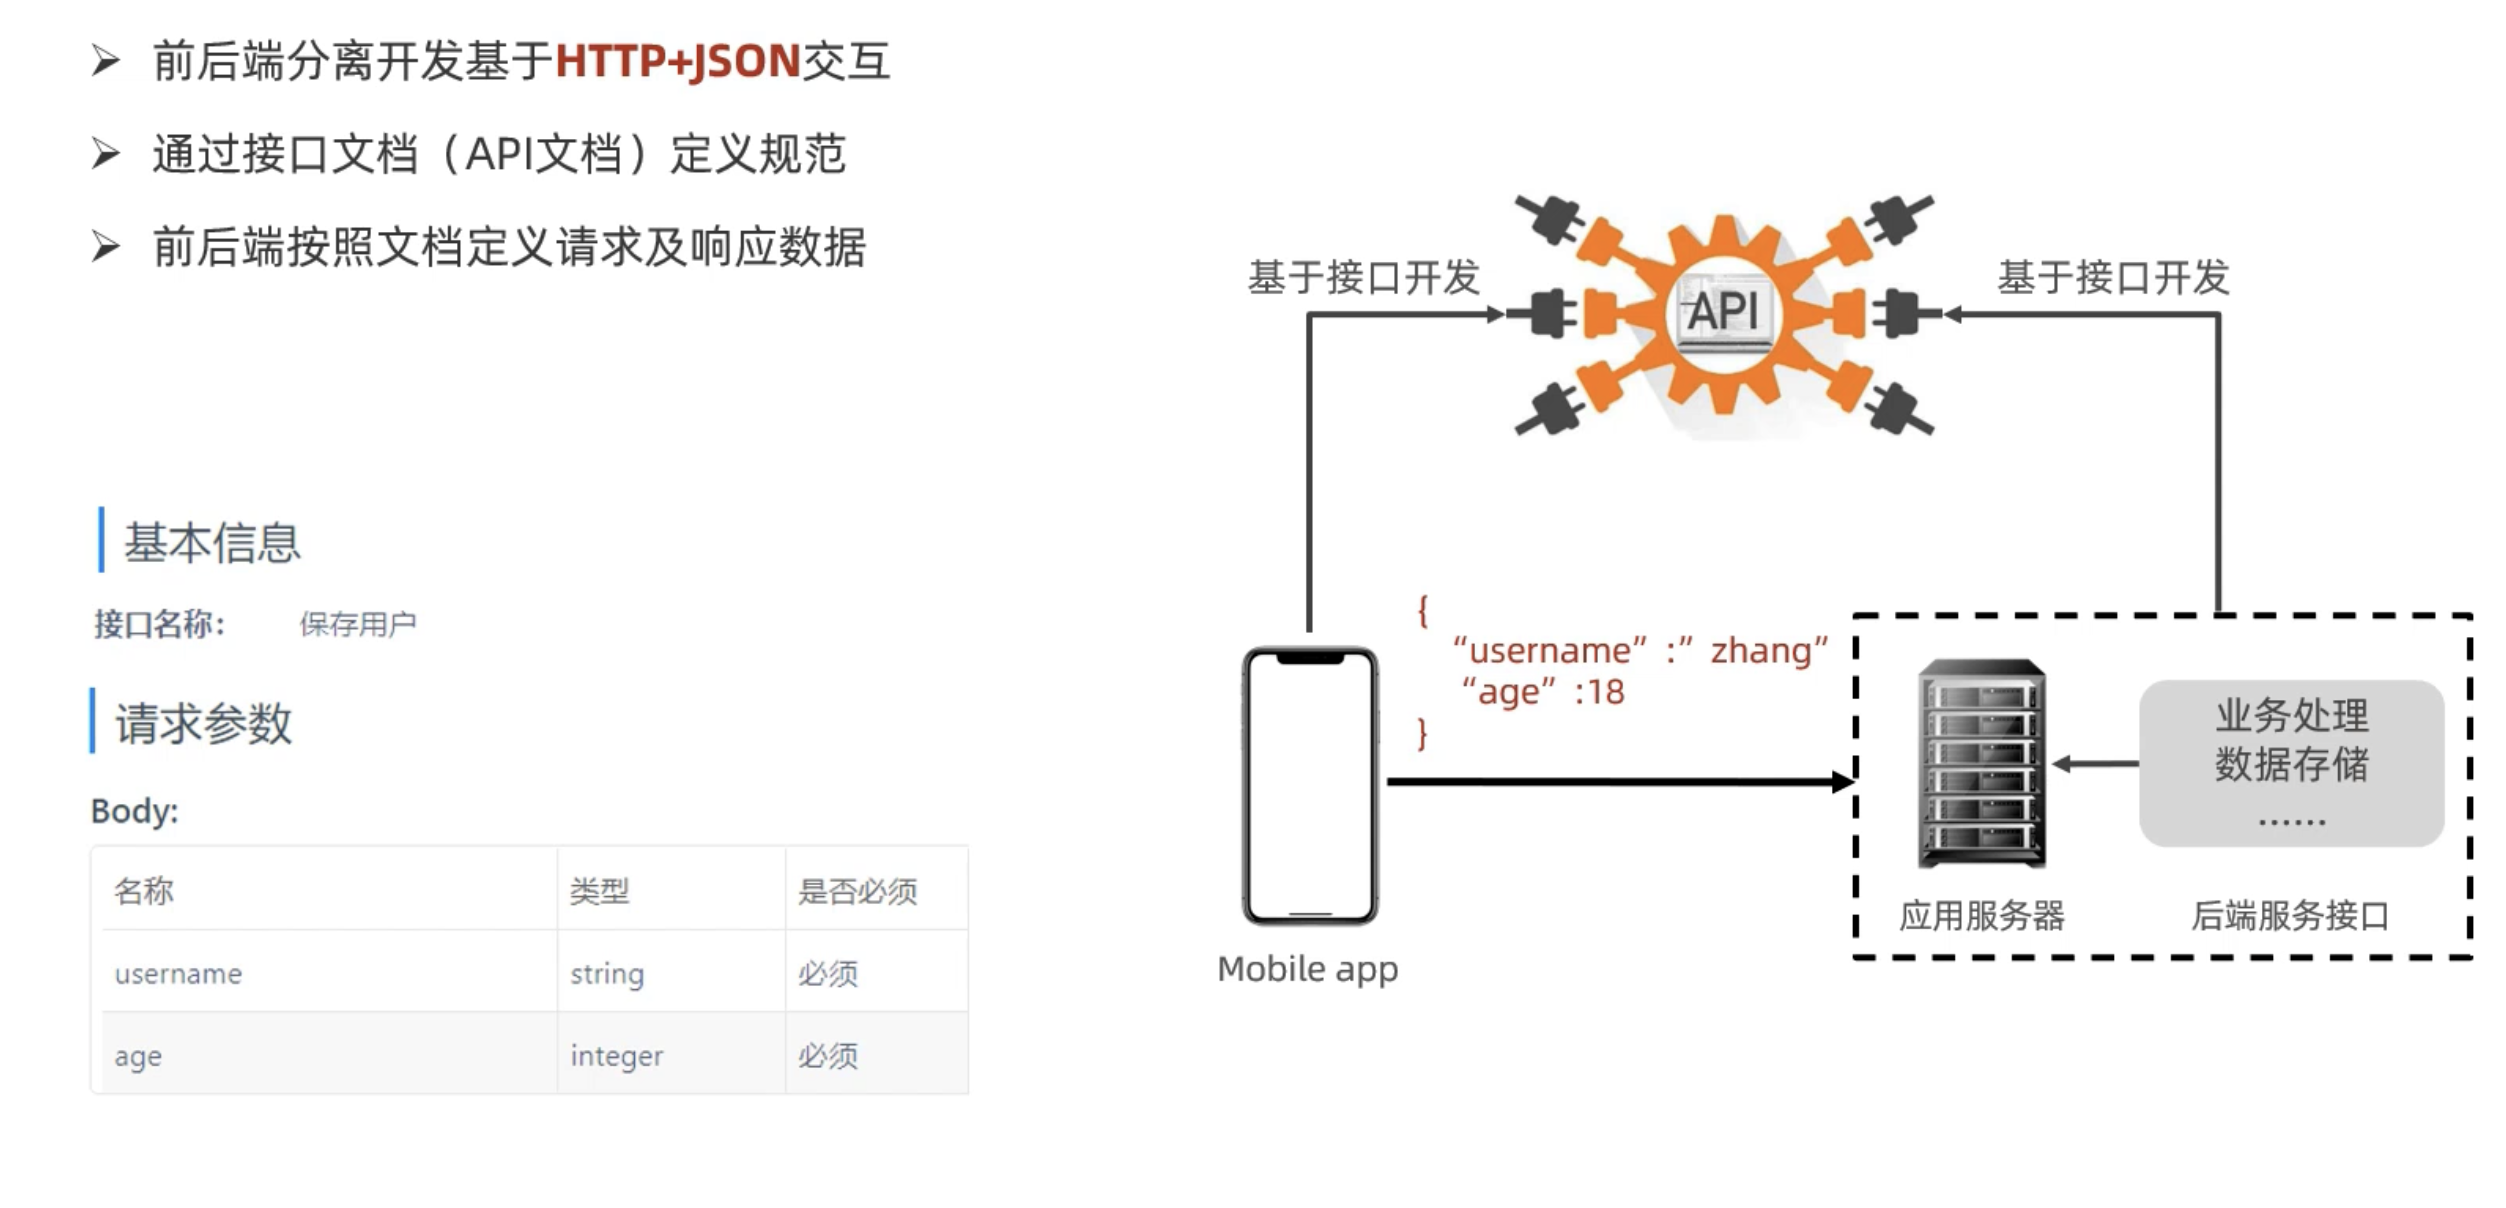 前后端分离开发基于HTTP+JSON交互
通过接口文档（API文档）定义规范
前后端按照文档定义请求及响应数据
基本信息
接口名称： 保存用户
请求参数
Body:
名称 类型 是否必须
username string 必须
age integer 必须
基于接口开发
API
基于接口开发
{
“username” :” zhang”
“age” :18
}
Mobile app
业务处理
数据存储
......
应用服务器
后端服务接口